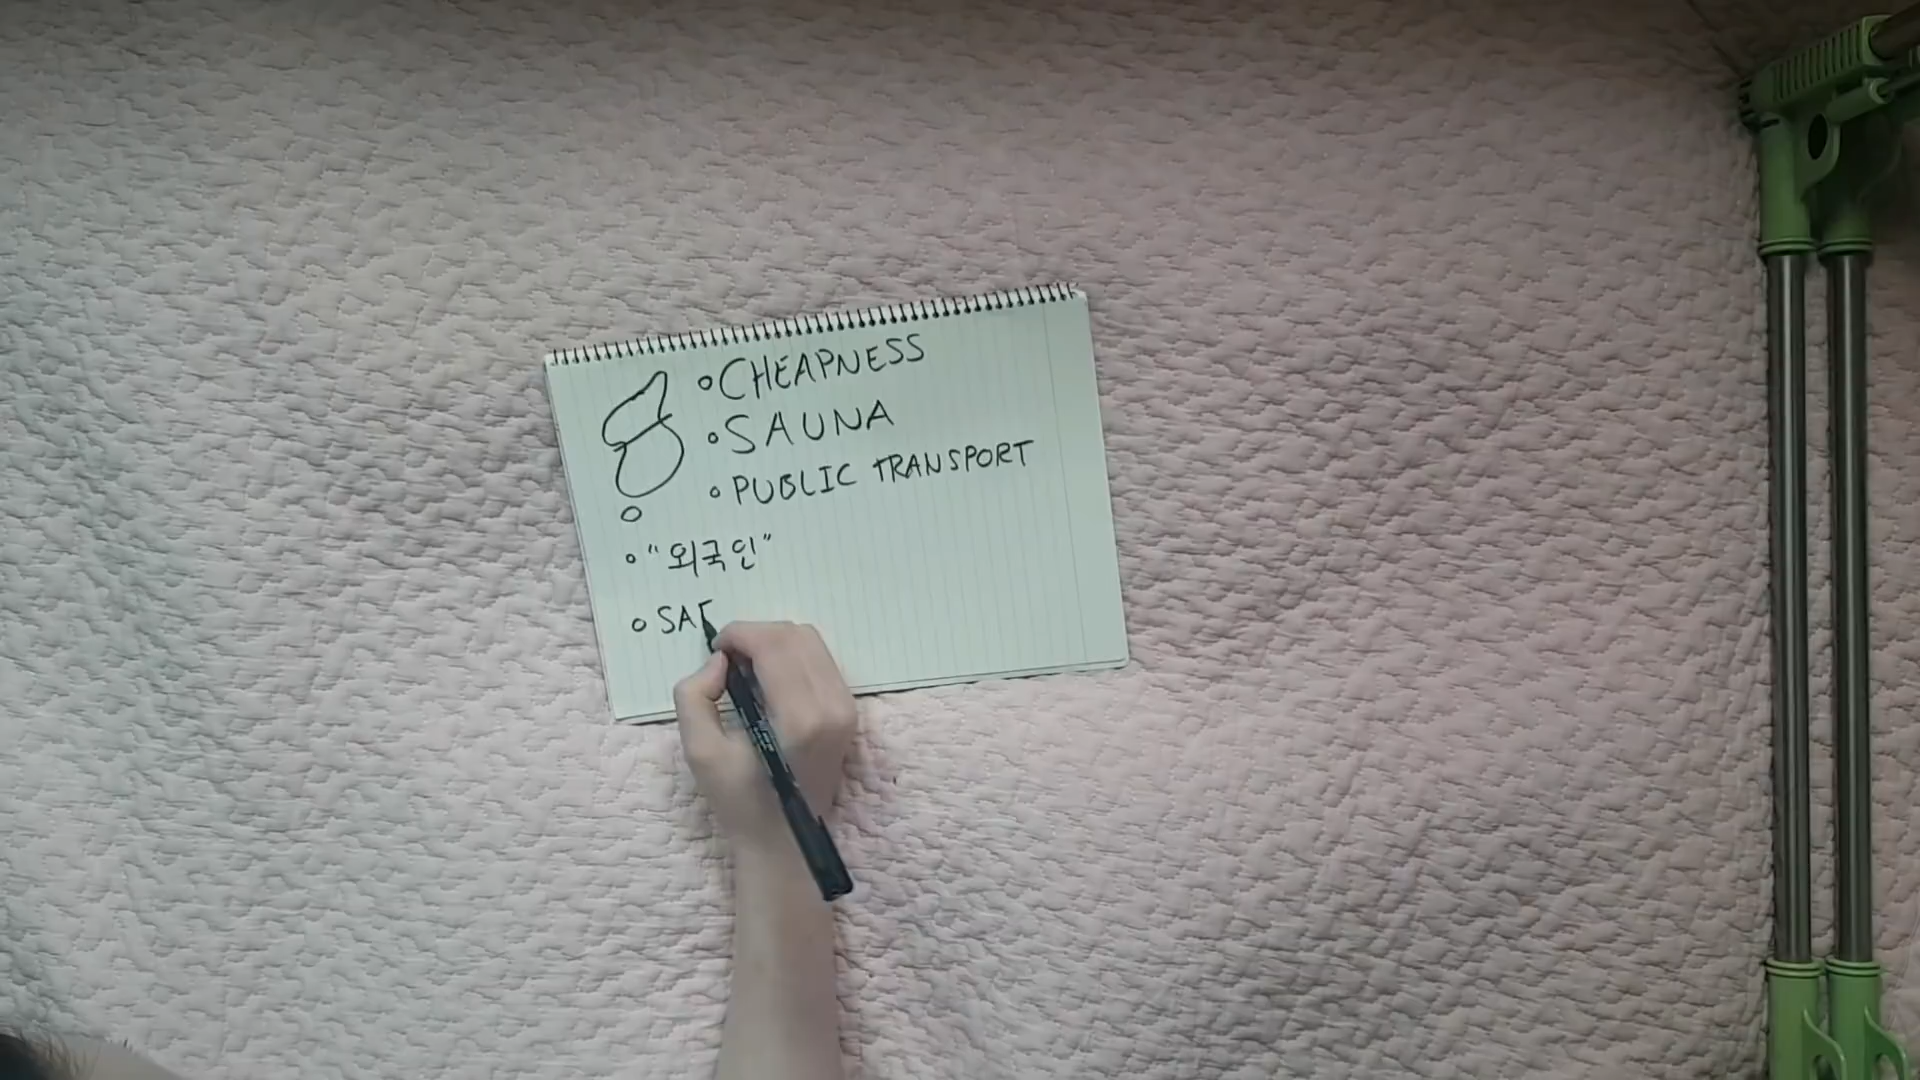 CHEAPNESS
SAUNA
PUBLIC TRANSPORT
"외국인"
SAF